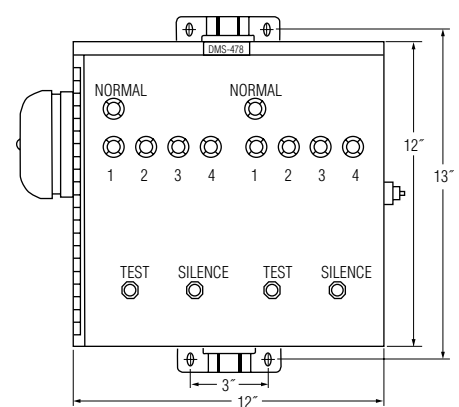 DMS-478
NORMAL NORMAL
1 2 3 4 1 2 3 4
12″
13″
TEST SILENCE TEST SILENCE
3″
12″